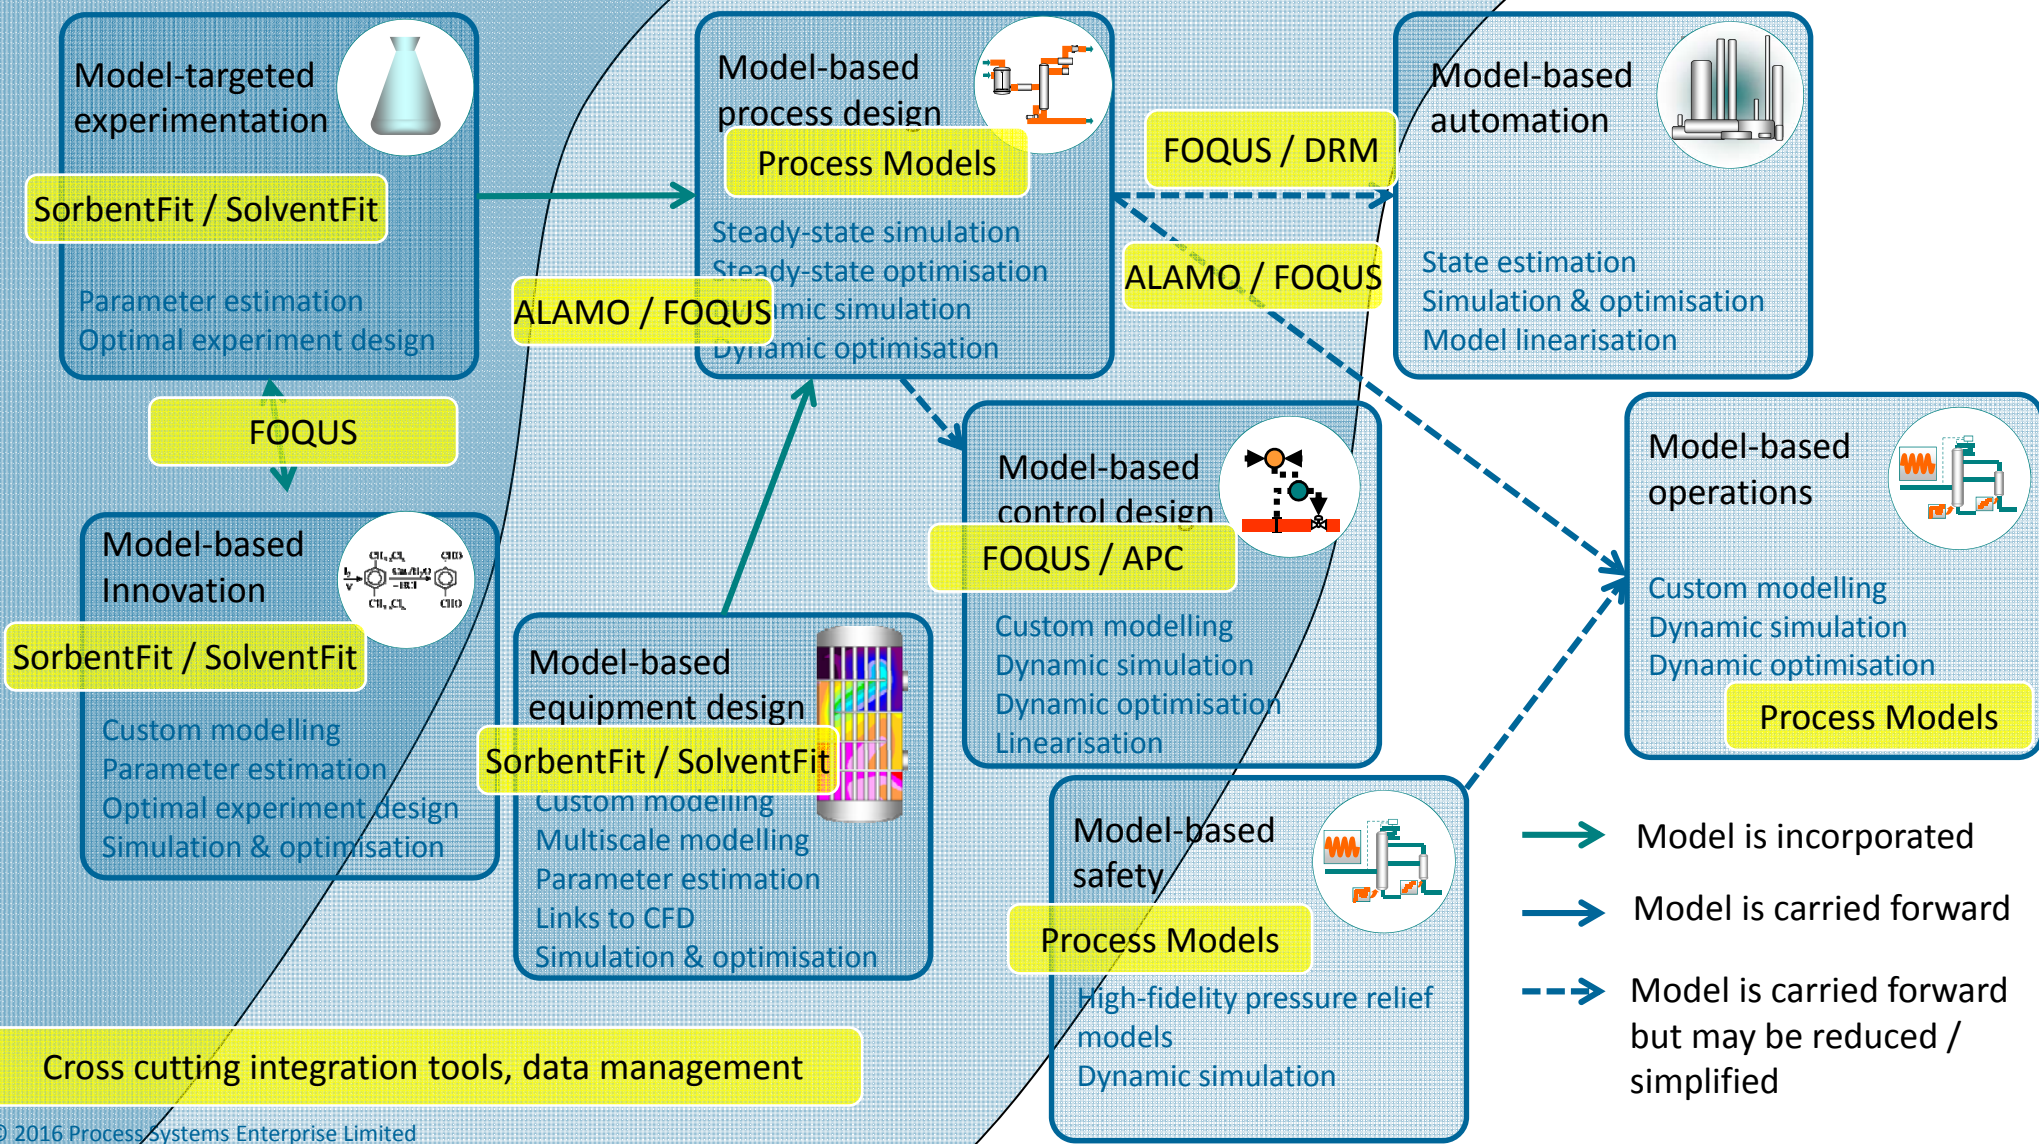 Model-targeted
experimentation
SorbentFit / SolventFit
Parameter estimation
Optimal experiment design
FOQUS
Model-based
Innovation
SorbentFit / SolventFit
Custom modelling
Parameter estimation
Optimal experiment design
Simulation & optimisation
Model-based
process design
Process Models
Steady-state simulation
Steady-state optimisation
ALAMO / FOQUS
amic simulation
Dynamic optimisation
Model-based
equipment design
SorbentFit / SolventFit
Custom modelling
Multiscale modelling
Parameter estimation
Links to CFD
Simulation & optimisation
FOQUS / DRM
ALAMO / FOQUS
Model-based
automation
State estimation
Simulation & optimisation
Model linearisation
Model-based
control design
FOQUS / APC
Custom modelling
Dynamic simulation
Dynamic optimisation
Linearisation
Model-based
operations
Custom modelling
Dynamic simulation
Dynamic optimisation
Process Models
Model-based
safety
Process Models
High-fidelity pressure relief
models
Dynamic simulation
Model is incorporated
Model is carried forward
Model is carried forward
but may be reduced /
simplified
Cross cutting integration tools, data management
© 2016 Process Systems Enterprise Limited